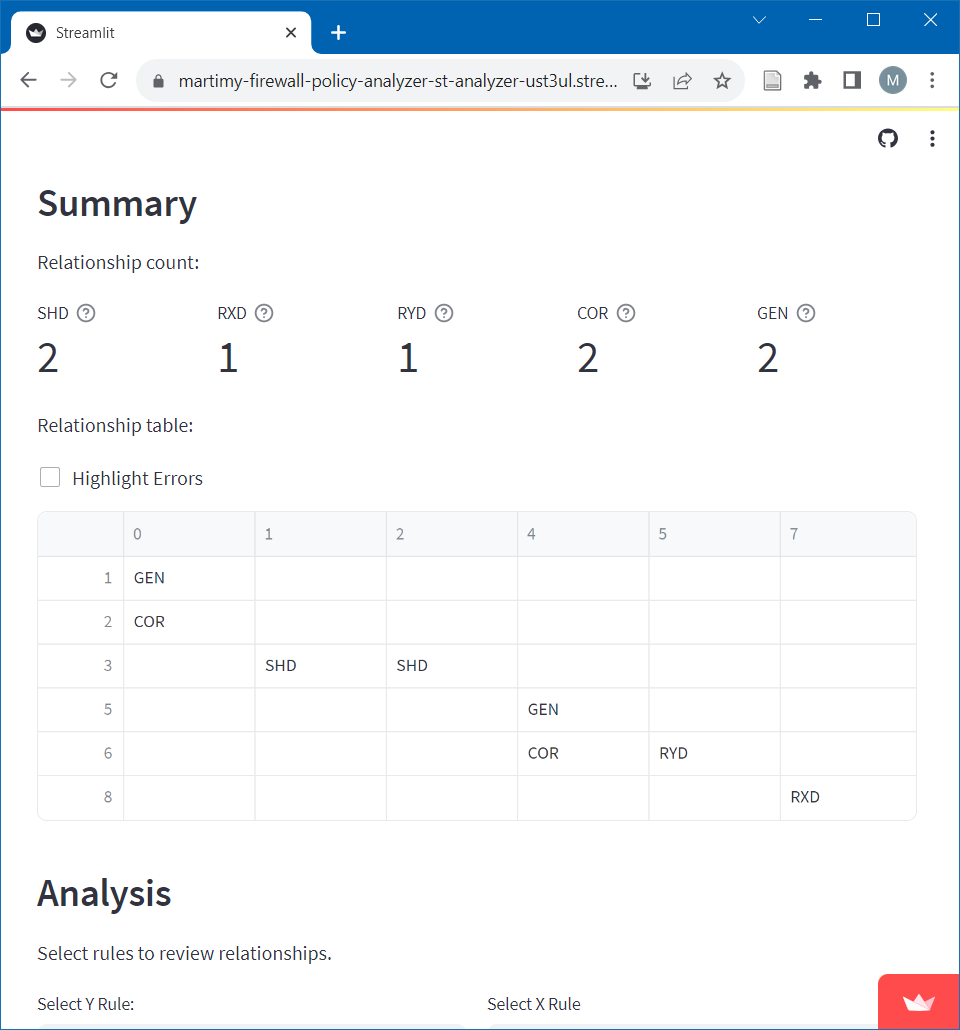 Streamlit
martimy-firewall-policy-analyzer-st-analyzer-ust3ul.stre...
M
Summary
Relationship count:
SHD RXD RYD COR GEN
2 1 1 2 2
Relationship table:
Highlight Errors
0 1 2 4 5 7
1 GEN
2 COR
3 SHD SHD
5 GEN
6 COR RYD
8 RXD
Analysis
Select rules to review relationships.
Select Y Rule: Select X Rule